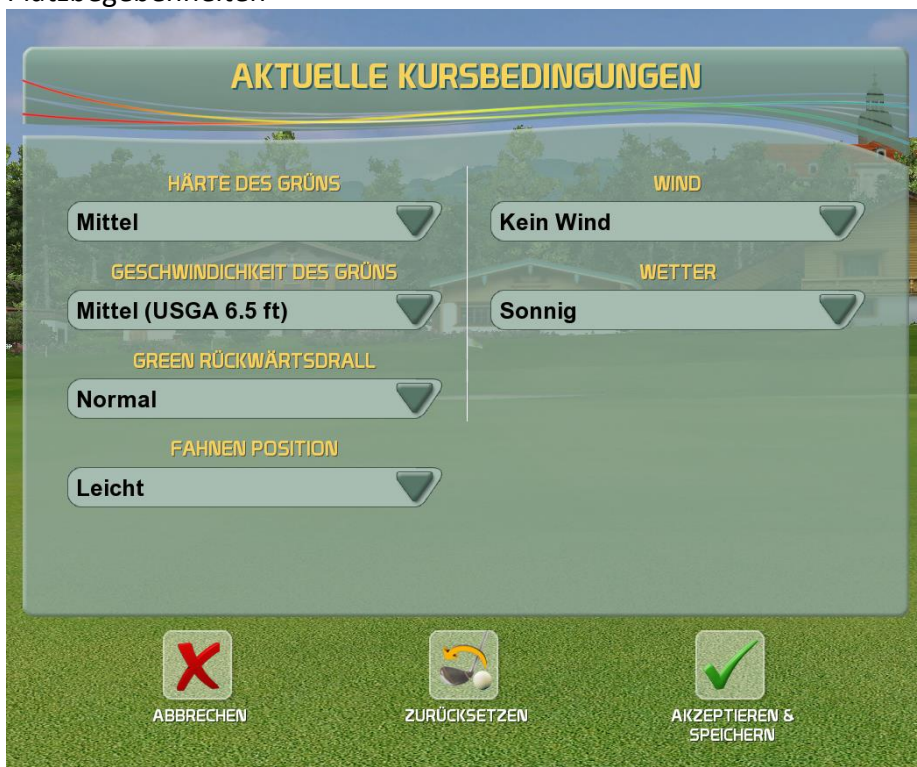 Platzbegebenheiten
AKTUELLE KURSBEDINGUNGEN
HÄRTE DES GRÜNS
Mittel
GESCHWINDICHKEIT DES GRÜNS
Mittel (USGA 6.5 ft)
GREEN RÜCKWÄRTSDRALL
Normal
FAHNEN POSITION
Leicht
WIND
Kein Wind
WETTER
Sonnig
ABBRECHEN
ZURÜCKSETZEN
AKZEPTIEREN &
SPEICHERN